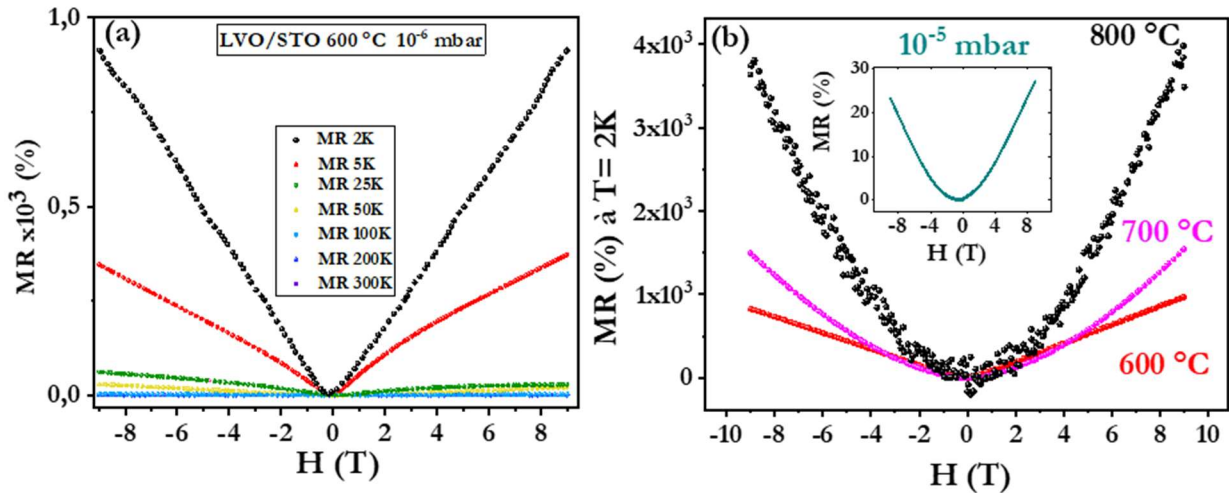 (a)
LVO/STO 600 °C 10⁻⁶ mbar
MR x10³ (%)
1,0
0,5
0,0
MR 2K
MR 5K
MR 25K
MR 50K
MR 100K
MR 200K
MR 300K
-8 -6 -4 -2 0 2 4 6 8
H (T)
(b)
800 °C
MR (%) à T= 2K
4x10³
3x10³
1x10³
0
10⁻⁵ mbar
MR (%)
30
20
10
0
-8 -4 0 4 8
H (T)
700 °C
600 °C
-10 -8 -6 -4 -2 0 2 4 6 8 10
H (T)